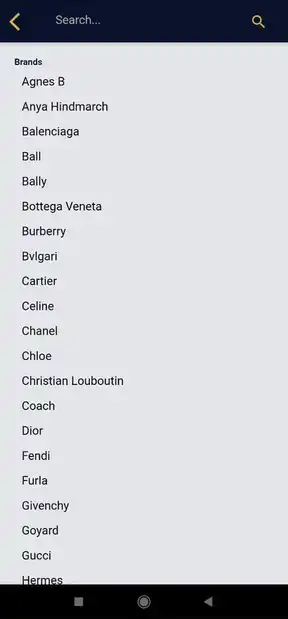 Search...
Brands
Agnes B
Anya Hindmarch
Balenciaga
Ball
Bally
Bottega Veneta
Burberry
Bvlgari
Cartier
Celine
Chanel
Chloe
Christian Louboutin
Coach
Dior
Fendi
Furla
Givenchy
Goyard
Gucci
Hermes